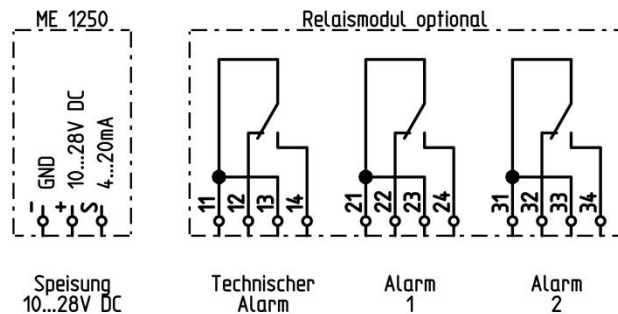 ME 1250
Relaismodul optional
GND
10...28V DC
4...20mA
- + S
11 12 13 14
21 22 23 24
31 32 33 34
Speisung
10...28V DC
Technischer
Alarm
Alarm
1
Alarm
2